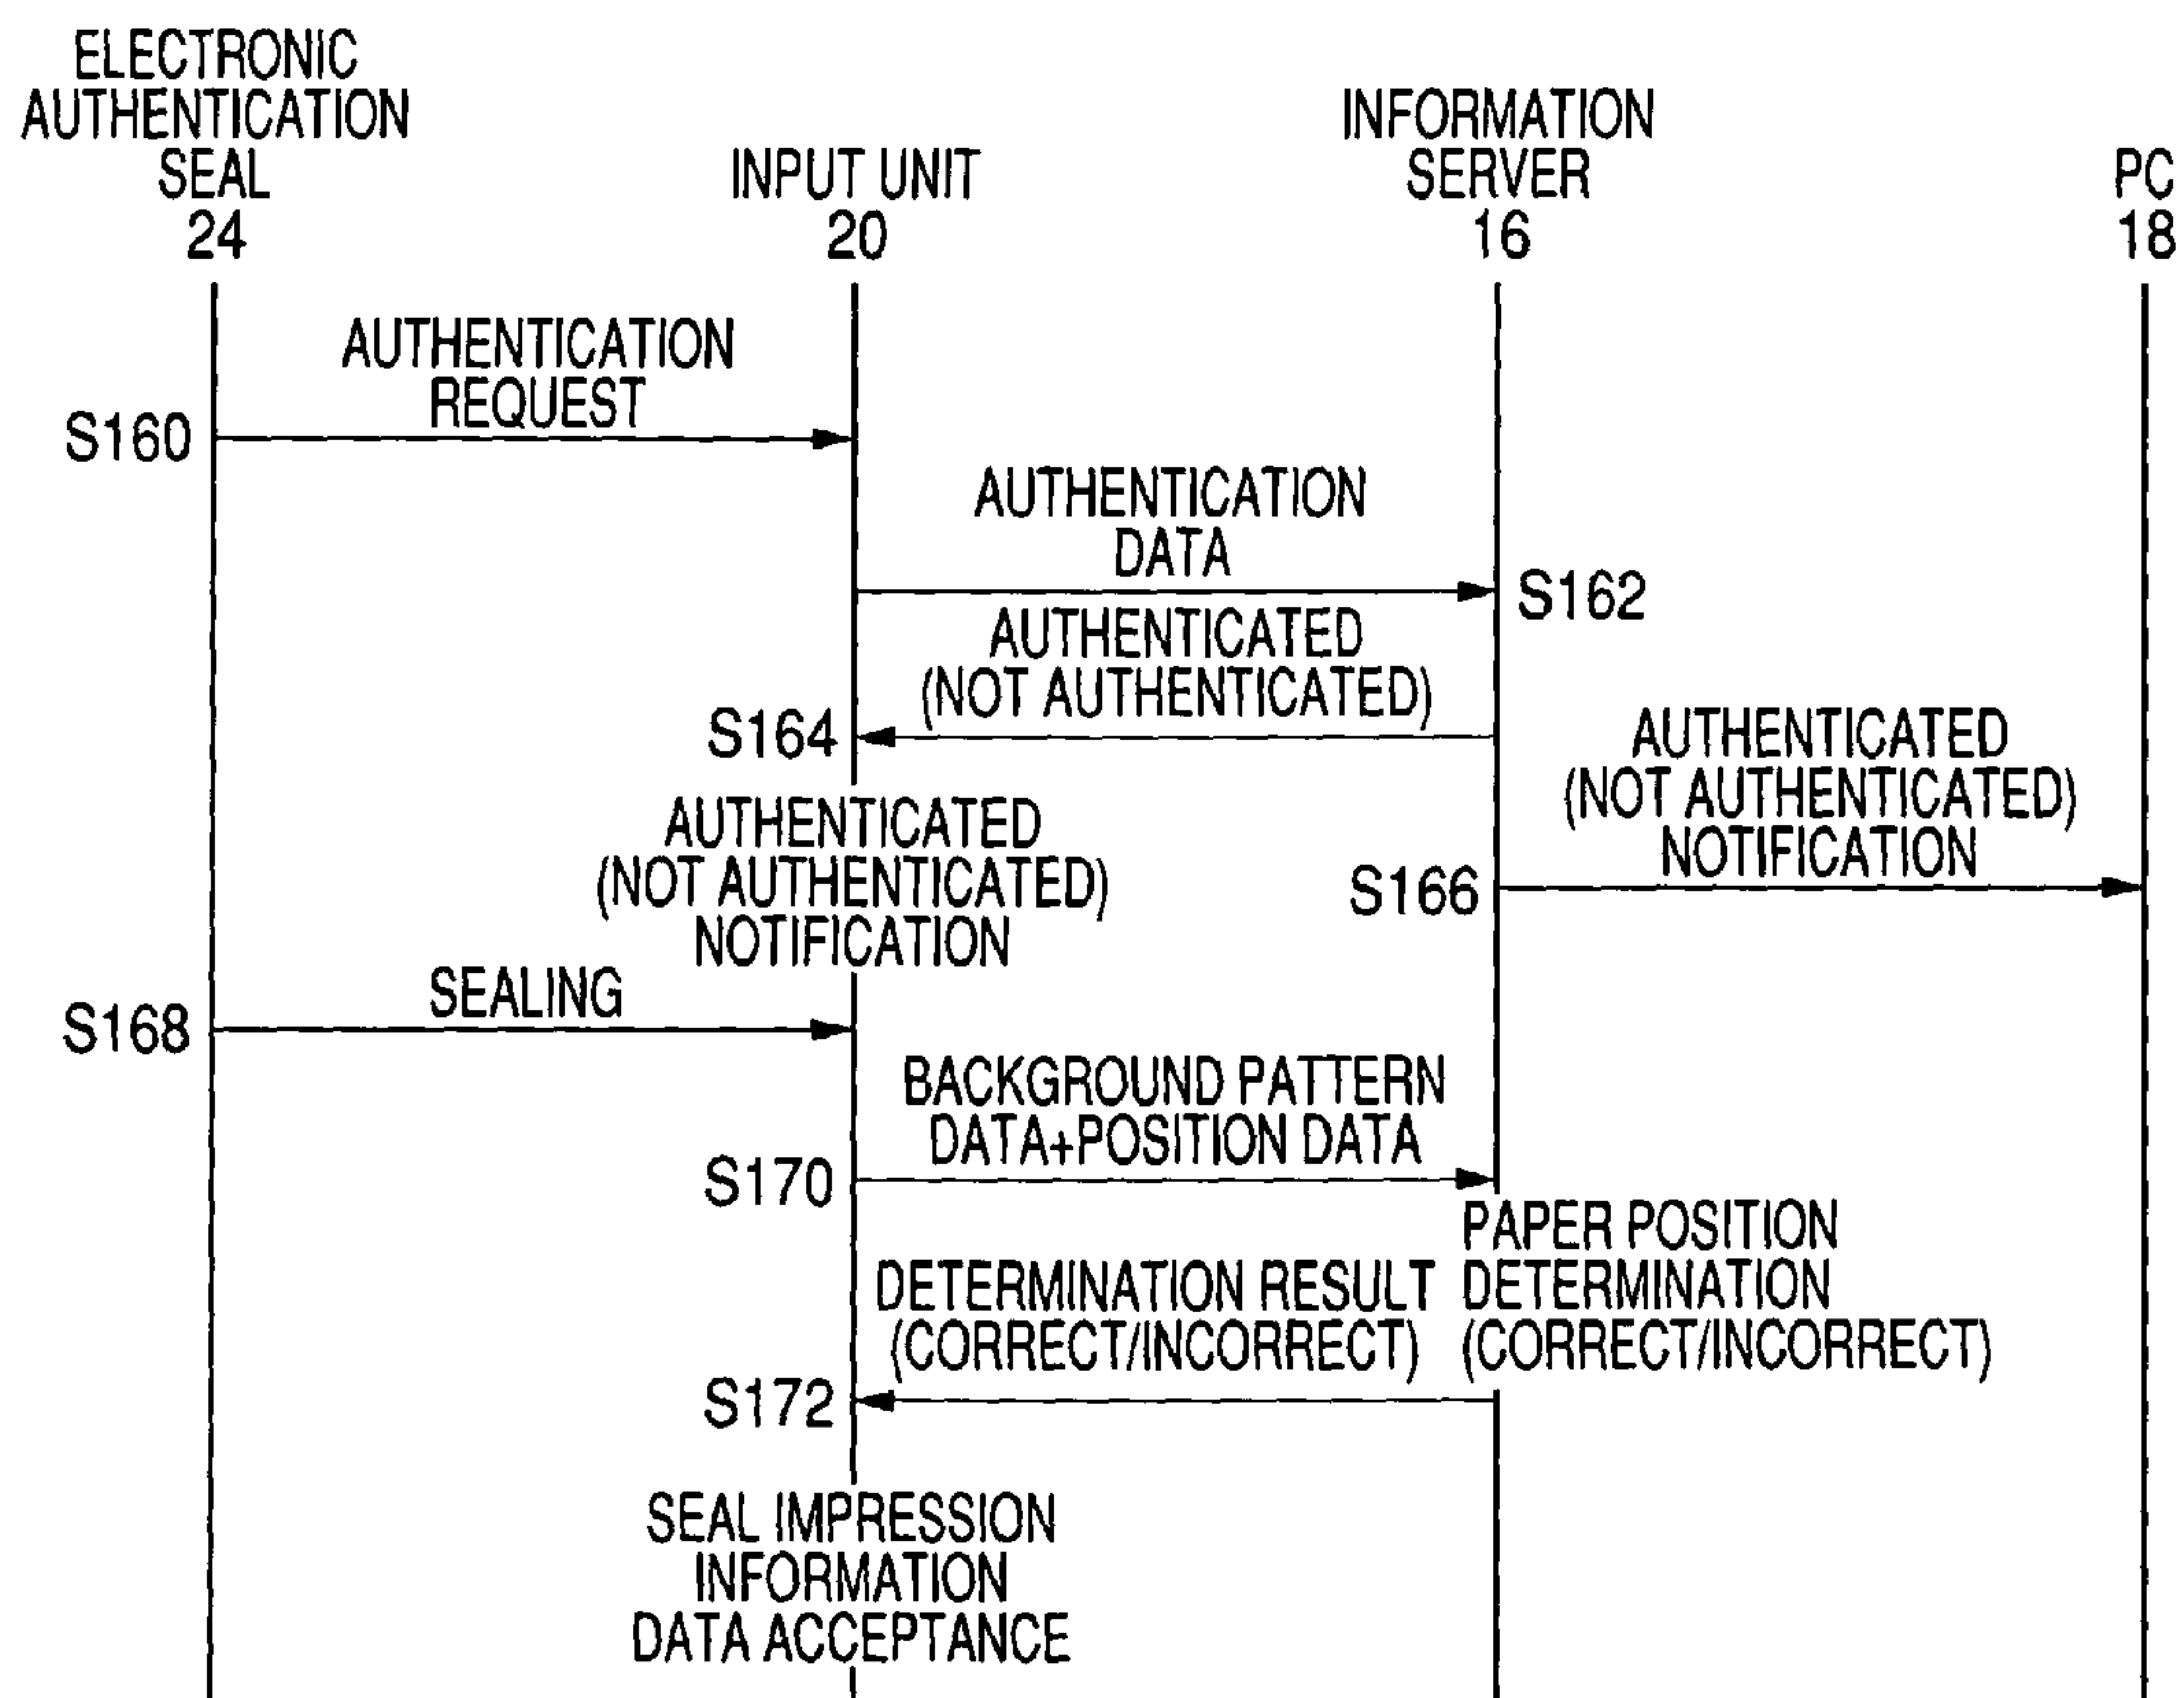 ELECTRONIC
AUTHENTICATION
SEAL
24
INPUT UNIT
20
INFORMATION
SERVER
16
PC
18
AUTHENTICATION
REQUEST
S160
AUTHENTICATION
DATA
S162
AUTHENTICATED
(NOT AUTHENTICATED)
S164
AUTHENTICATED
(NOT AUTHENTICATED)
NOTIFICATION
S166
AUTHENTICATED
(NOT AUTHENTICATED)
NOTIFICATION
SEALING
S168
BACKGROUND PATTERN
DATA+POSITION DATA
S170
PAPER POSITION
DETERMINATION
(CORRECT/INCORRECT)
DETERMINATION RESULT
(CORRECT/INCORRECT)
S172
SEAL IMPRESSION
INFORMATION
DATA ACCEPTANCE